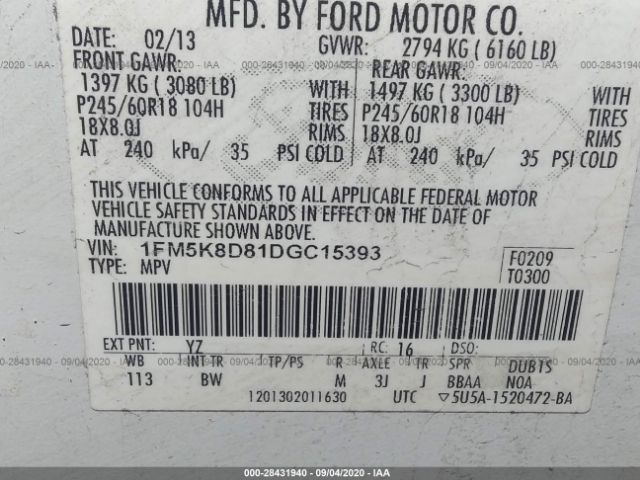 MFD. BY FORD MOTOR CO.
DATE: 02/13 GVWR: 2794 KG ( 6160 LB)
FRONT GAWR: REAR GAWR:
1397 KG ( 3080 LB) WITH 1497 KG ( 3300 LB) WITH
P245/60R18 104H TIRES P245/60R18 104H TIRES
18X8.0J RIMS 18X8.0J RIMS
AT 240 kPa/ 35 PSI COLD AT 240 kPa/ 35 PSI COLD
THIS VEHICLE CONFORMS TO ALL APPLICABLE FEDERAL MOTOR
VEHICLE SAFETY STANDARDS IN EFFECT ON THE DATE OF
MANUFACTURE SHOWN ABOVE.
VIN: 1FM5K8D81DGC15393 F0209
TYPE: MPV T0300
EXT PNT: YZ RC: 16 DSO:
WB INT TR TP/PS R AXLE TR SPR DUBTS
113 BW M 3J J BBAA NOA
1201302011630 UTC ▽5U5A-1520472-BA
000-28431940 - 09/04/2020 - IAA